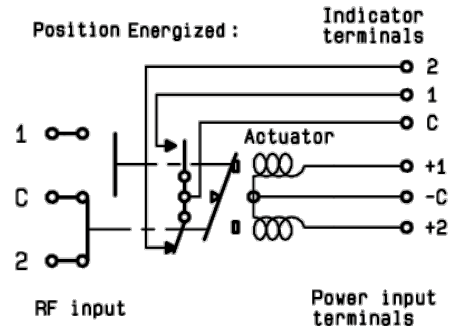 Position Energized :
Indicator
terminals
2
1
C
Actuator
1
C
2
+1
-C
+2
RF input
Power input
terminals